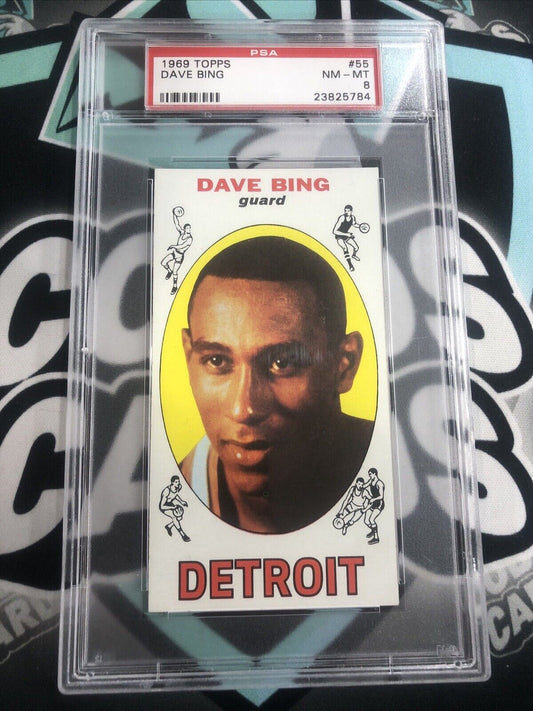 PSA
1969 TOPPS #55
DAVE BING NM - MT
8
23825784
DAVE BING
guard
DETROIT